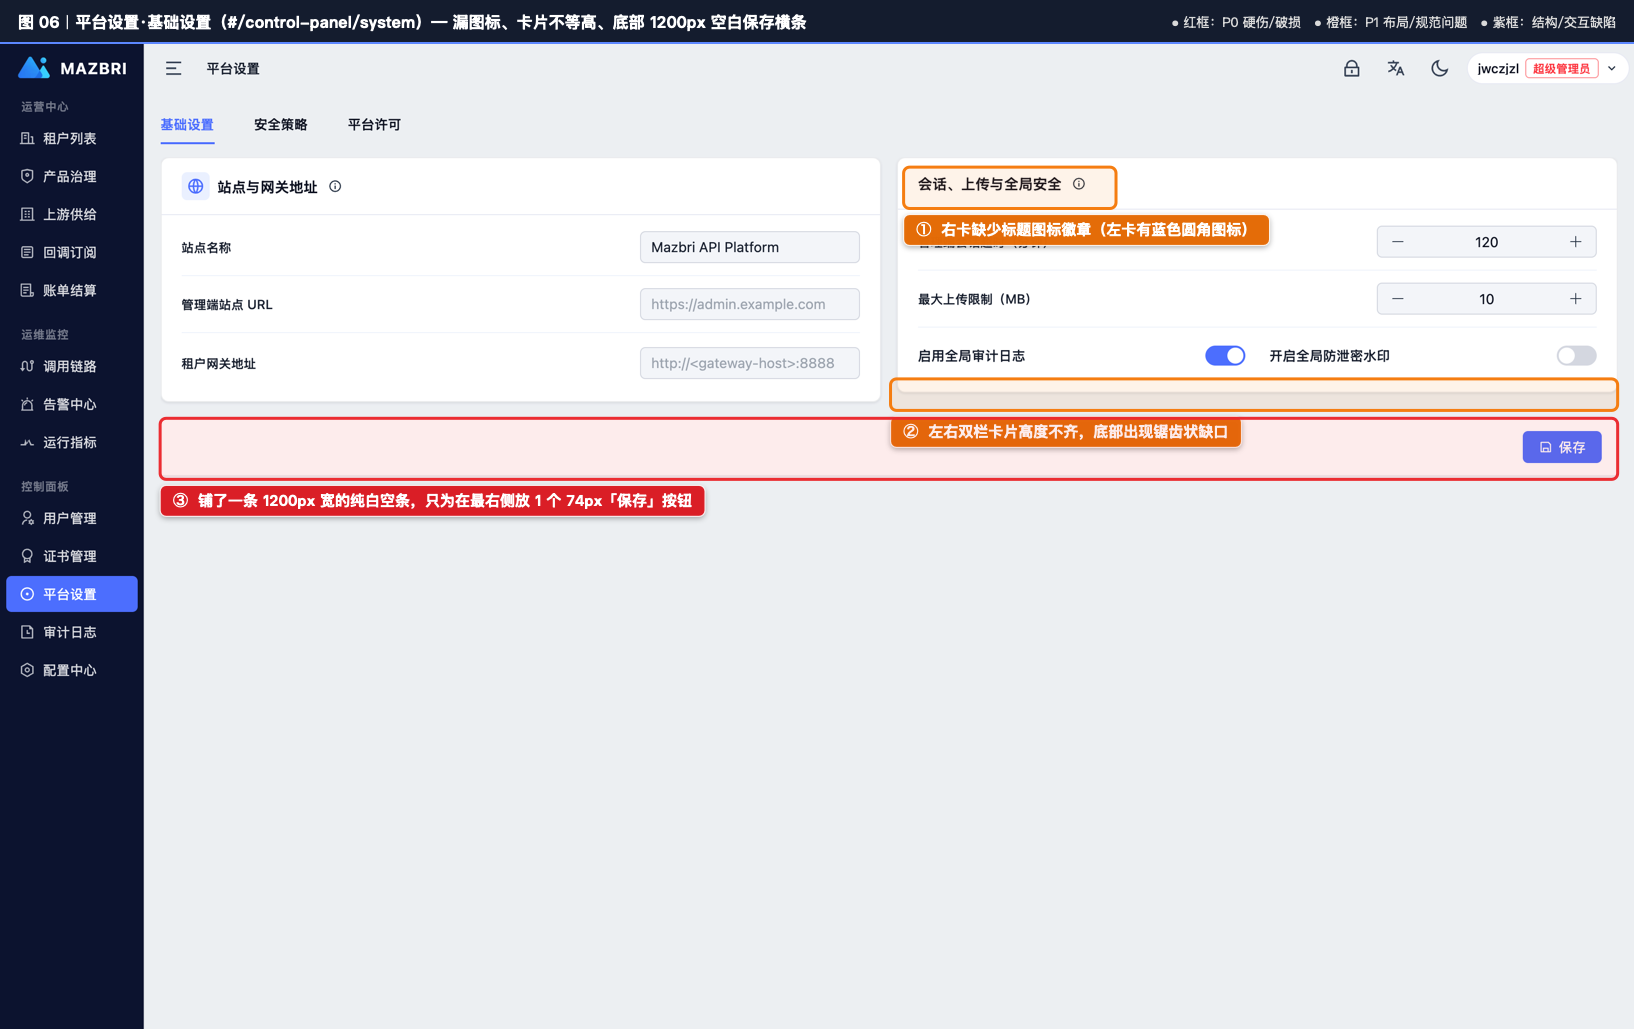 图 06 | 平台设置·基础设置（#/control-panel/system）— 漏图标、卡片不等高、底部 1200px 空白保存横条
● 红框：P0 硬伤/破损 ● 橙框：P1 布局/规范问题 ● 紫框：结构/交互缺陷
MAZBRI
平台设置
jwczjzl 超级管理员
运营中心
租户列表
产品治理
上游供给
回调订阅
账单结算
运维监控
调用链路
告警中心
运行指标
控制面板
用户管理
证书管理
平台设置
审计日志
配置中心
基础设置 安全策略 平台许可
站点与网关地址
站点名称 Mazbri API Platform
管理端站点 URL https://admin.example.com
租户网关地址 http://<gateway-host>:8888
会话、上传与全局安全
① 右卡缺少标题图标徽章（左卡有蓝色圆角图标）
120
最大上传限制（MB） 10
启用全局审计日志 开启全局防泄密水印
② 左右双栏卡片高度不齐，底部出现锯齿状缺口
保存
③ 铺了一条 1200px 宽的纯白空条，只为在最右侧放 1 个 74px「保存」按钮